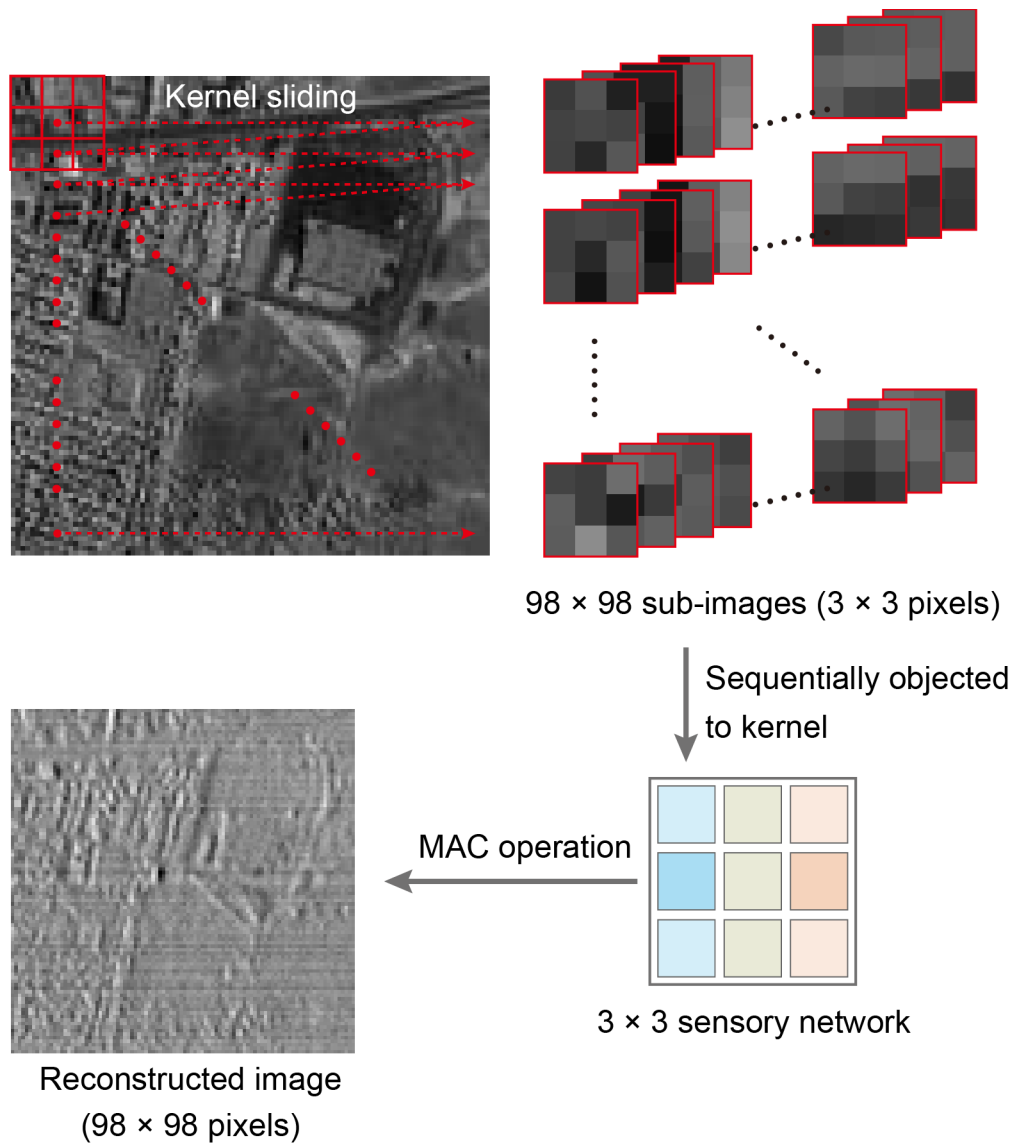 Kernel sliding
98 × 98 sub-images (3 × 3 pixels)
Sequentially objected
to kernel
MAC operation
3 × 3 sensory network
Reconstructed image
(98 × 98 pixels)